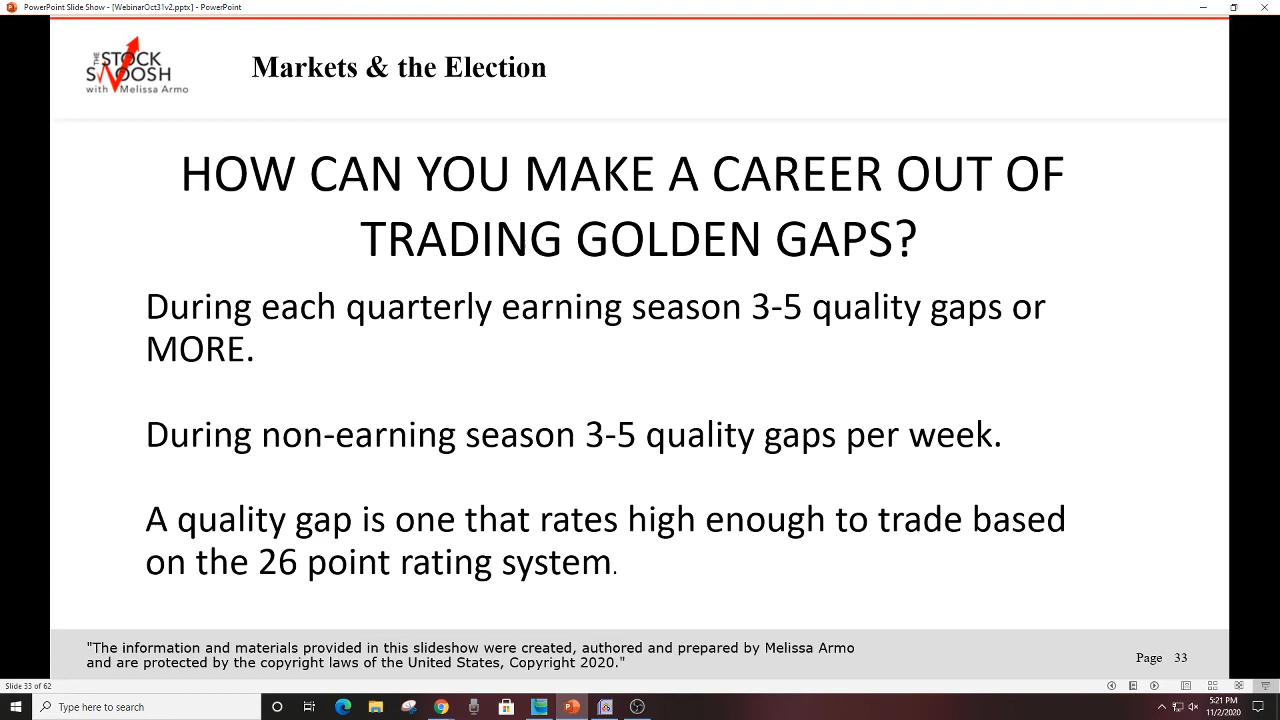 PowerPoint Slide Show - [WebinarOct31v2.pptx] - PowerPoint
THE STOCK
SWOOSH
with Melissa Armo
Markets & the Election
HOW CAN YOU MAKE A CAREER OUT OF
TRADING GOLDEN GAPS?
During each quarterly earning season 3-5 quality gaps or
MORE.
During non-earning season 3-5 quality gaps per week.
A quality gap is one that rates high enough to trade based
on the 26 point rating system.
"The information and materials provided in this slideshow were created, authored and prepared by Melissa Armo
and are protected by the copyright laws of the United States, Copyright 2020."
Page 33
Slide 33 of 62
Type here to search
5:21 PM
11/2/2020